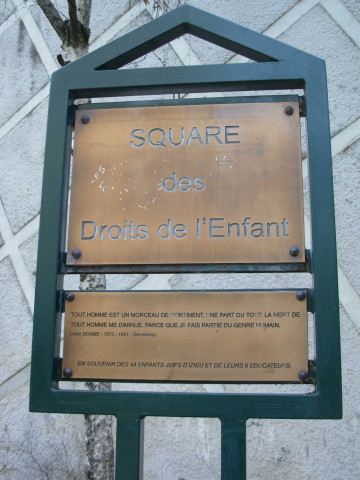 SQUARE
des
Droits de l'Enfant
TOUT HOMME EST UN MORCEAU DE CONTINENT, UNE PART DU TOUT, LA MORT DE
TOUT HOMME ME DIMINUE, PARCE QUE JE FAIS PARTIE DU GENRE HUMAIN.
(John DONNE - 1573 - 1631 - Devotions)
EN SOUVENIR DES 44 ENFANTS JUIFS D'IZIEU ET DE LEURS 6 EDUCATEURS.